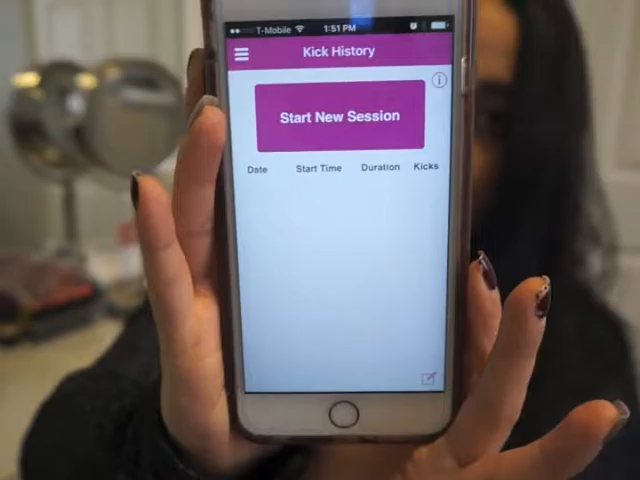 T-Mobile 1:51 PM
Kick History
Start New Session
Date Start Time Duration Kicks